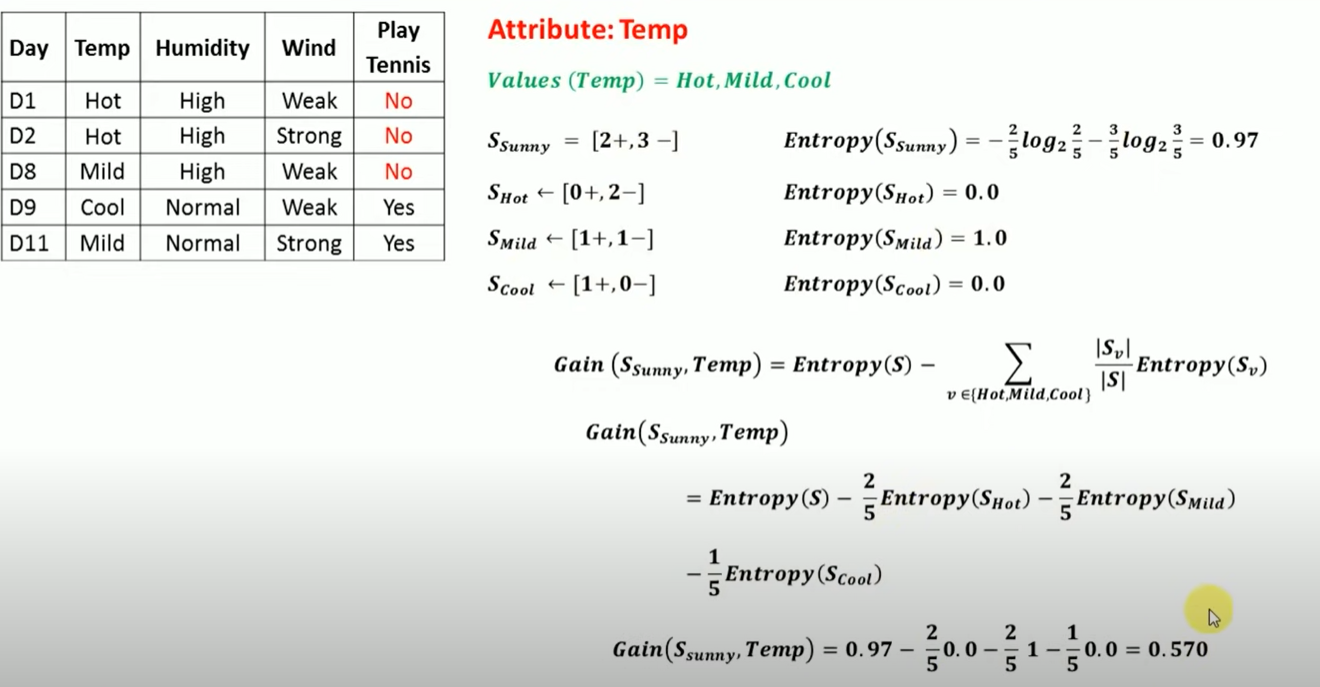 Day Temp Humidity Wind Play Tennis
D1 Hot High Weak No
D2 Hot High Strong No
D8 Mild High Weak No
D9 Cool Normal Weak Yes
D11 Mild Normal Strong Yes
Attribute: Temp
Values (Temp) = Hot, Mild, Cool
S_Sunny = [2+, 3 −] Entropy(S_Sunny) = −2/5 log₂ 2/5 − 3/5 log₂ 3/5 = 0.97
S_Hot ← [0+, 2−] Entropy(S_Hot) = 0.0
S_Mild ← [1+, 1−] Entropy(S_Mild) = 1.0
S_Cool ← [1+, 0−] Entropy(S_Cool) = 0.0
Gain (S_Sunny, Temp) = Entropy(S) − ∑ v ∈{Hot,Mild,Cool} |S_v|/|S| Entropy(S_v)
Gain(S_Sunny, Temp)
= Entropy(S) − 2/5 Entropy(S_Hot) − 2/5 Entropy(S_Mild)
− 1/5 Entropy(S_Cool)
Gain(S_sunny, Temp) = 0.97 − 2/5 0.0 − 2/5 1 − 1/5 0.0 = 0.570